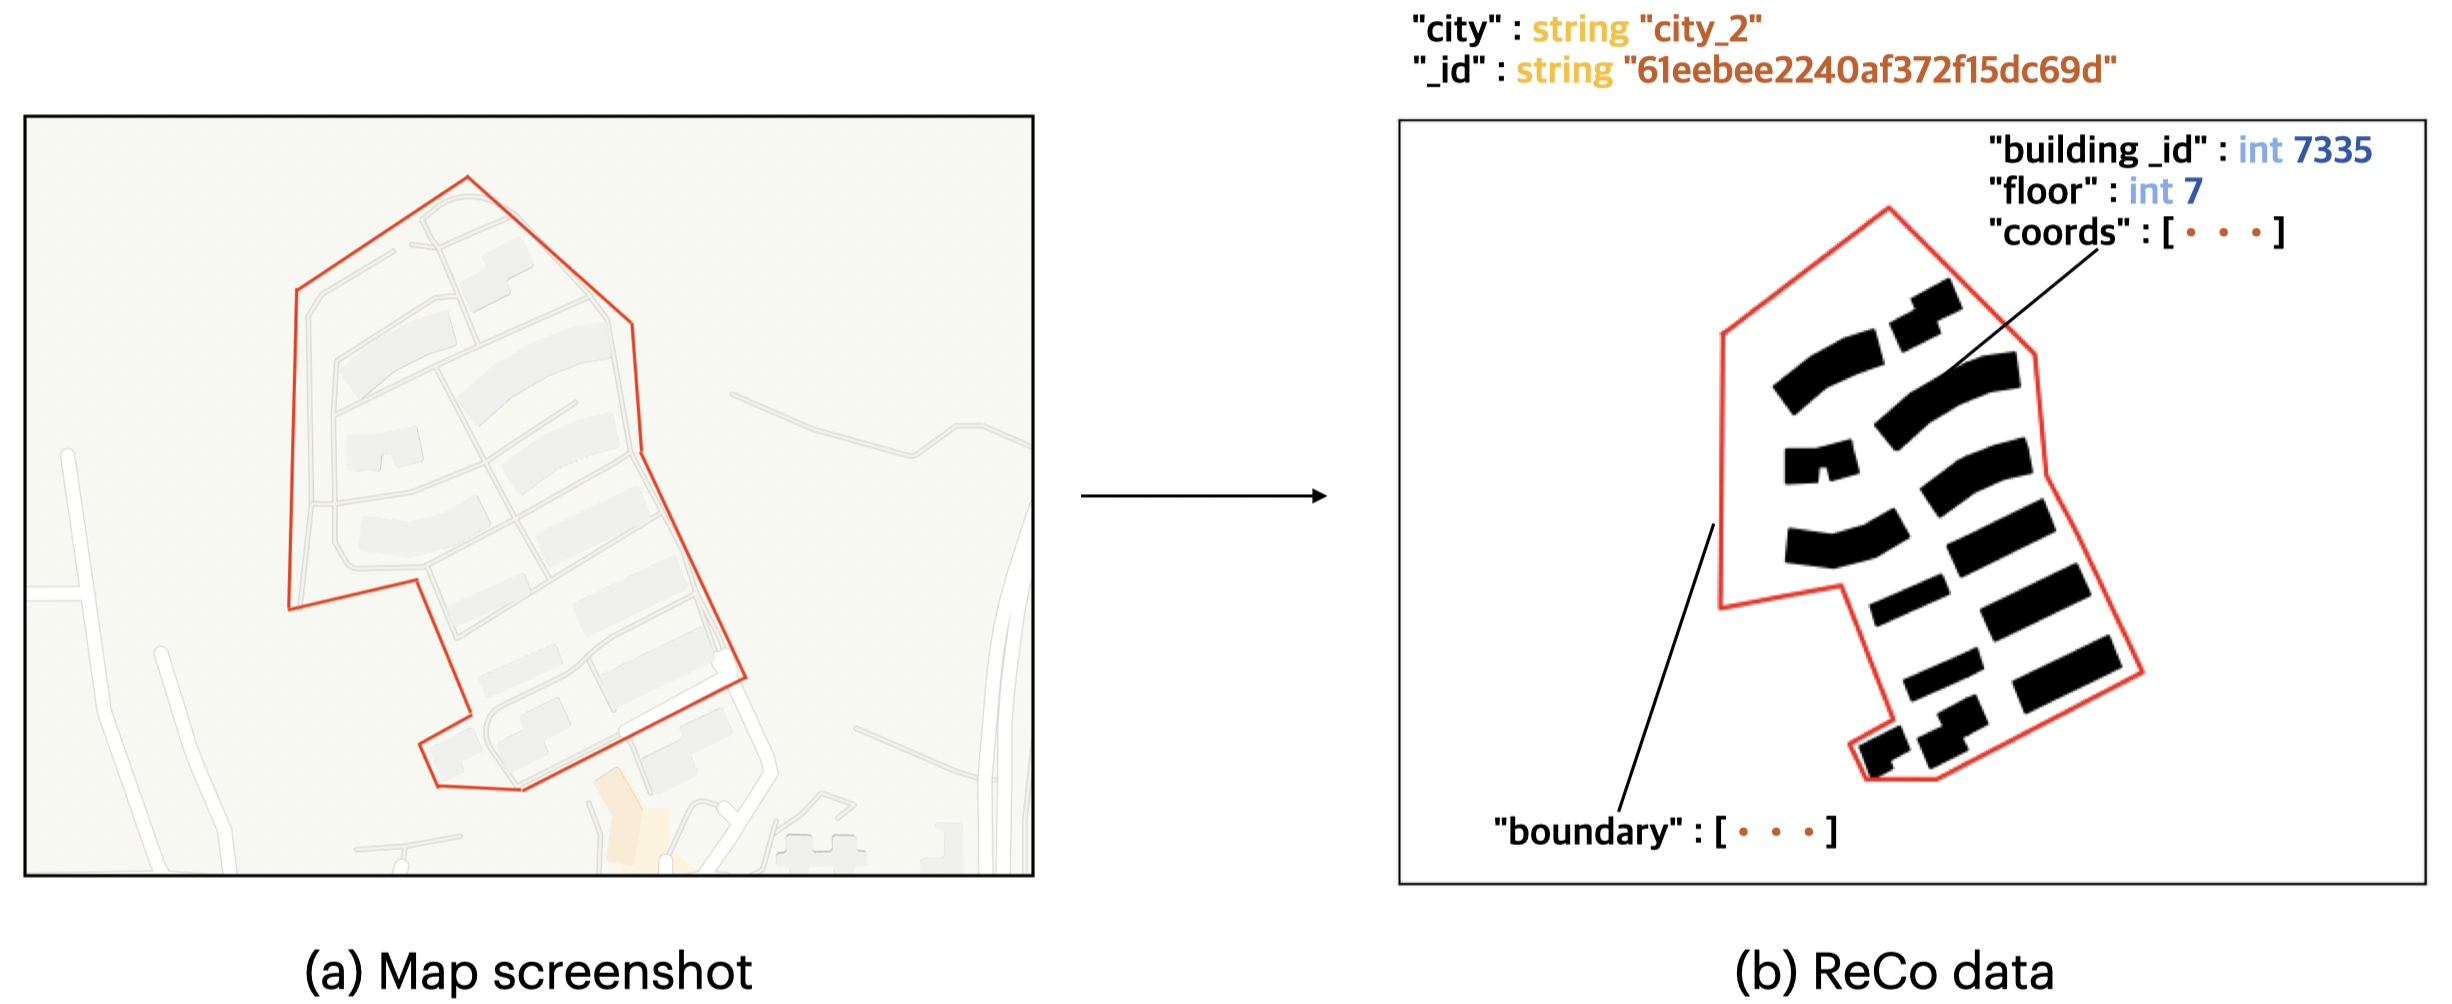 "city" : string "city_2"
"_id" : string "61eebee2240af372f15dc69d"
"building _id" : int 7335
"floor" : int 7
"coords" : [ • • • ]
"boundary" : [ • • • ]
(a) Map screenshot
(b) ReCo data